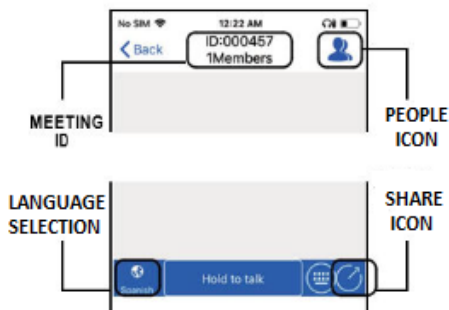 No SIM 12:22 AM
Back
ID:000457
1Members
MEETING
ID
PEOPLE
ICON
LANGUAGE
SELECTION
SHARE
ICON
Spanish
Hold to talk